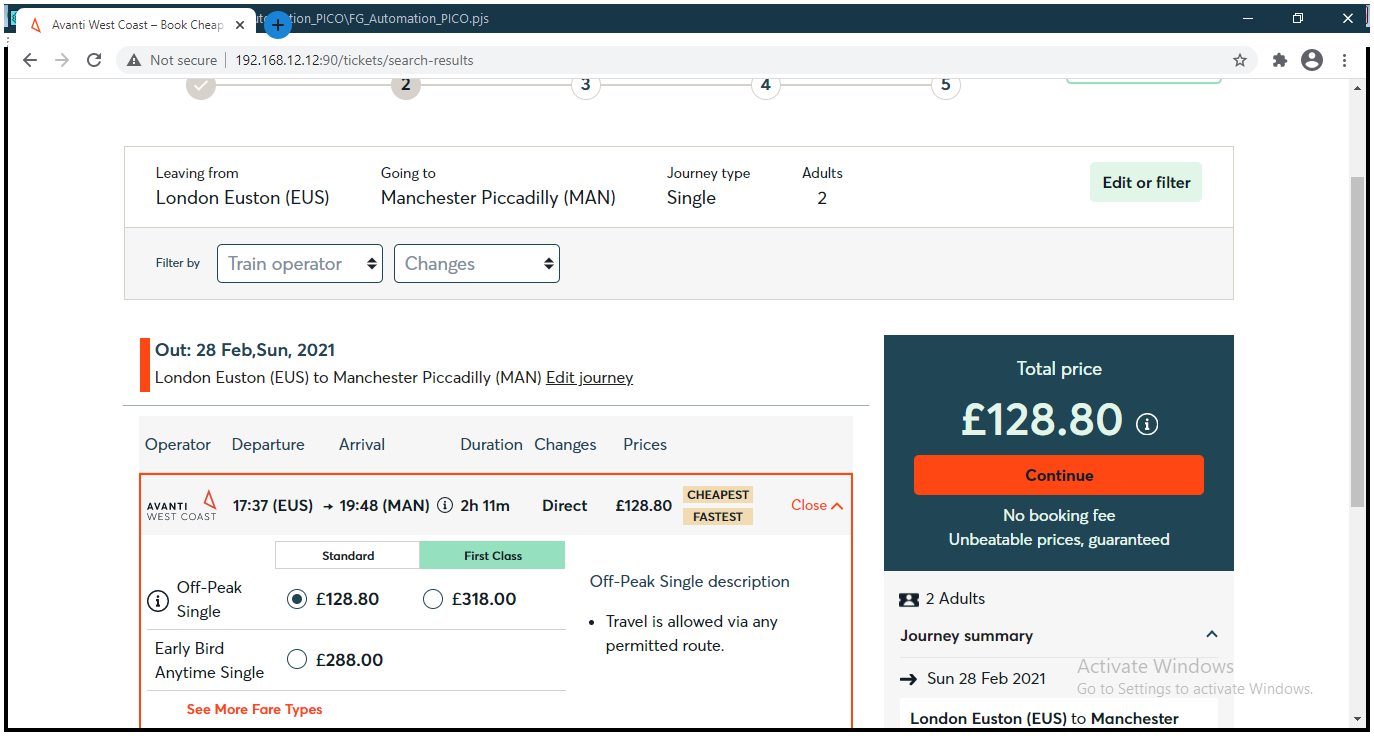 Avanti West Coast – Book Cheap
tomation_PICO\FG_Automation_PICO.pjs
Not secure
192.168.12.12:90/tickets/search-results
2 3 4 5
Leaving from Going to Journey type Adults
London Euston (EUS) Manchester Piccadilly (MAN) Single 2
Edit or filter
Filter by Train operator Changes
Out: 28 Feb,Sun, 2021
London Euston (EUS) to Manchester Piccadilly (MAN) Edit journey
Operator Departure Arrival Duration Changes Prices
AVANTI
WEST COAST
17:37 (EUS) → 19:48 (MAN) 2h 11m Direct £128.80
CHEAPEST
FASTEST
Close
Standard First Class
Off-Peak
Single
£128.80 £318.00
Early Bird
Anytime Single
£288.00
See More Fare Types
Off-Peak Single description
• Travel is allowed via any
permitted route.
Total price
£128.80
Continue
No booking fee
Unbeatable prices, guaranteed
2 Adults
Journey summary
→ Sun 28 Feb 2021
London Euston (EUS) to Manchester
Activate Windows
Go to Settings to activate Windows.